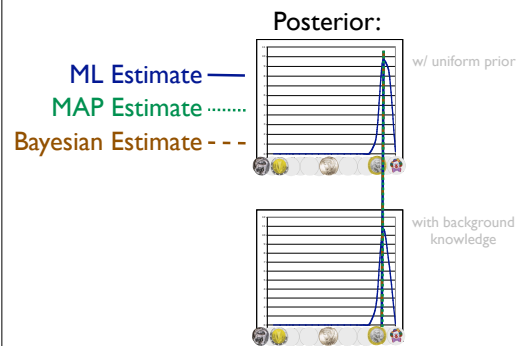 Posterior:
w/ uniform prior
ML Estimate
MAP Estimate
Bayesian Estimate
with background
knowledge